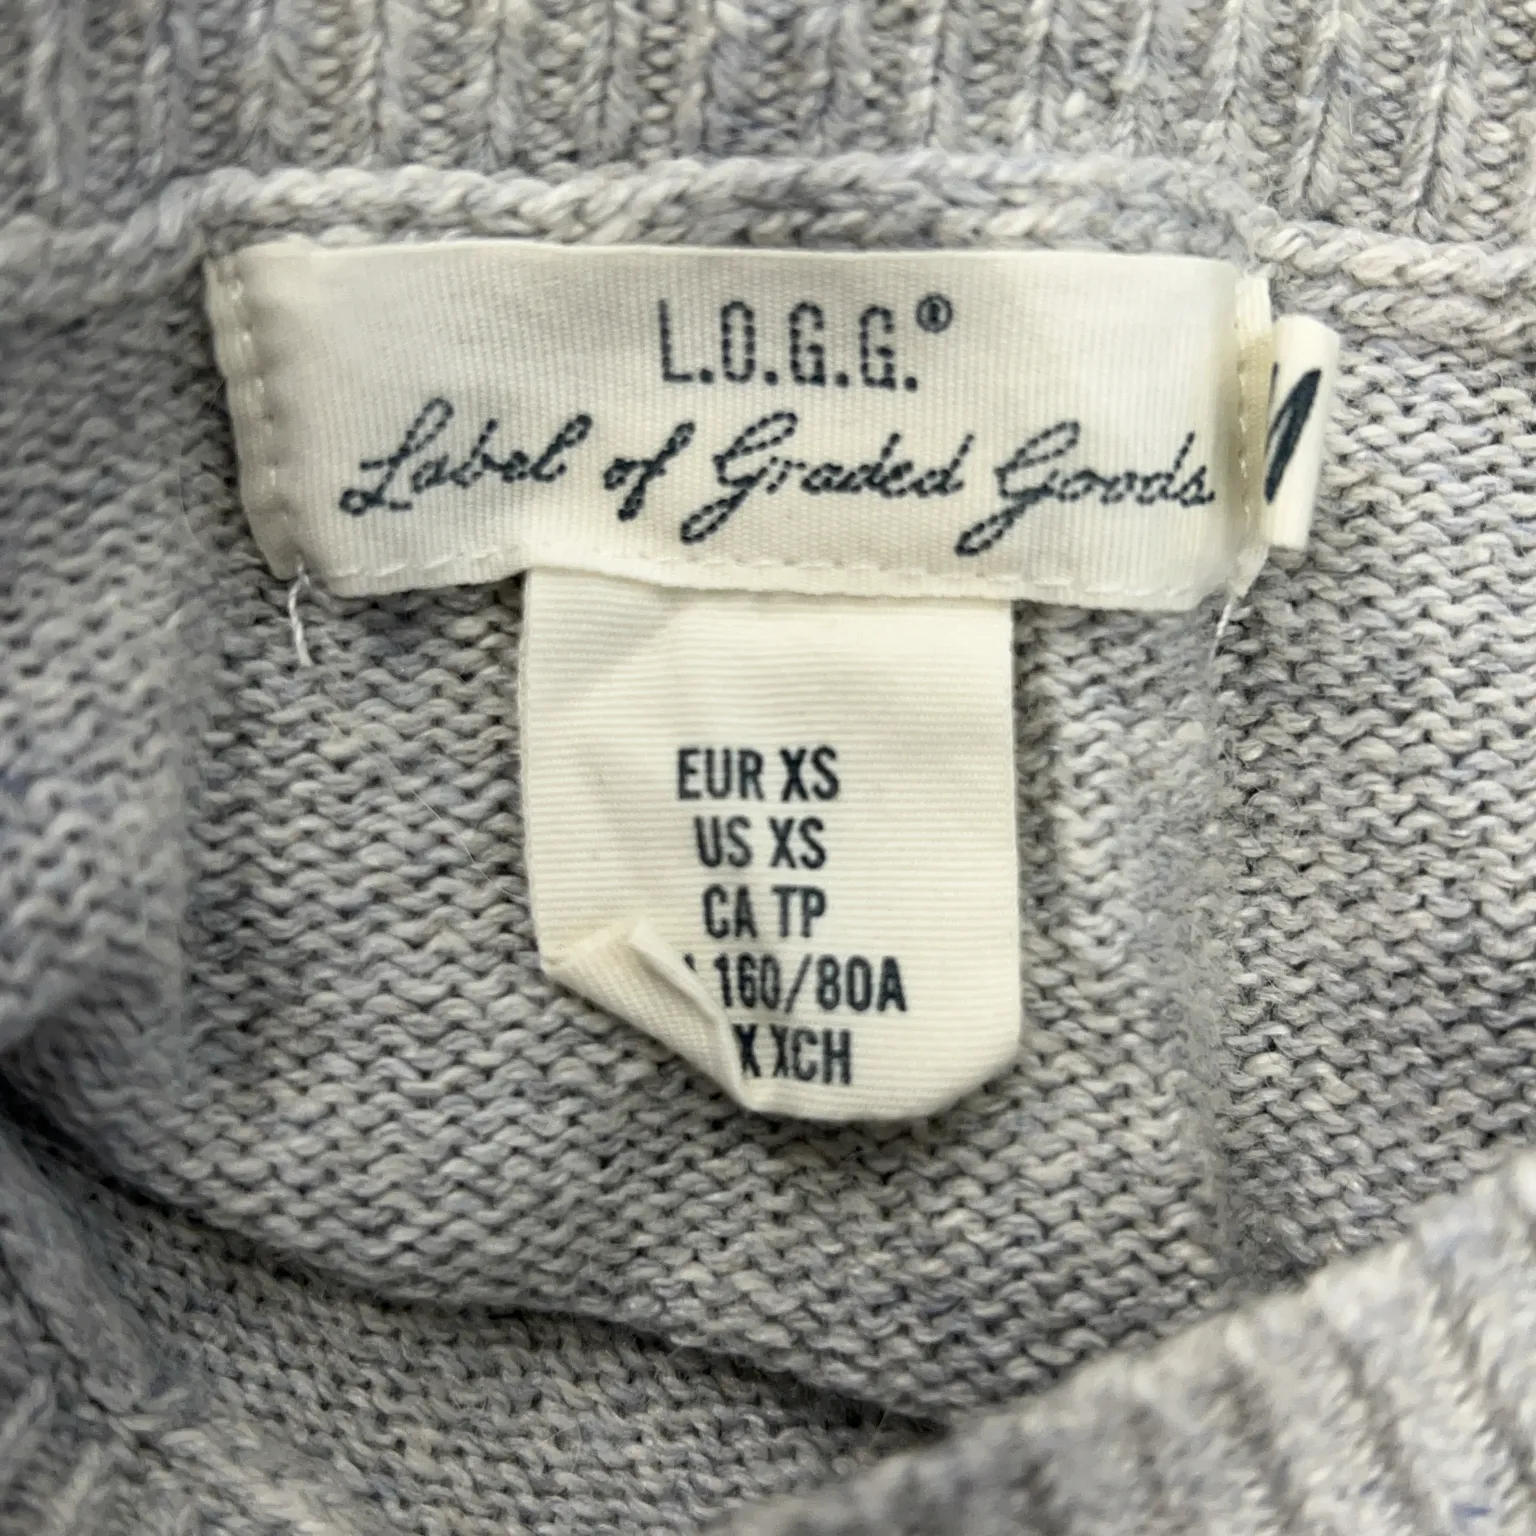 L.O.G.G.®
Label of Graded Goods
EUR XS
US XS
CA TP
160/80A
X XCH